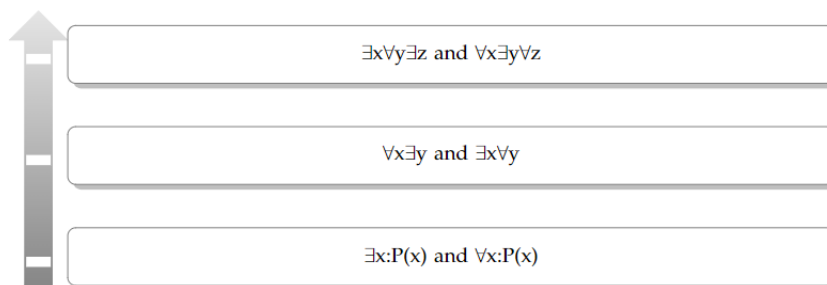 ∃x∀y∃z and ∀x∃y∀z
∀x∃y and ∃x∀y
∃x:P(x) and ∀x:P(x)